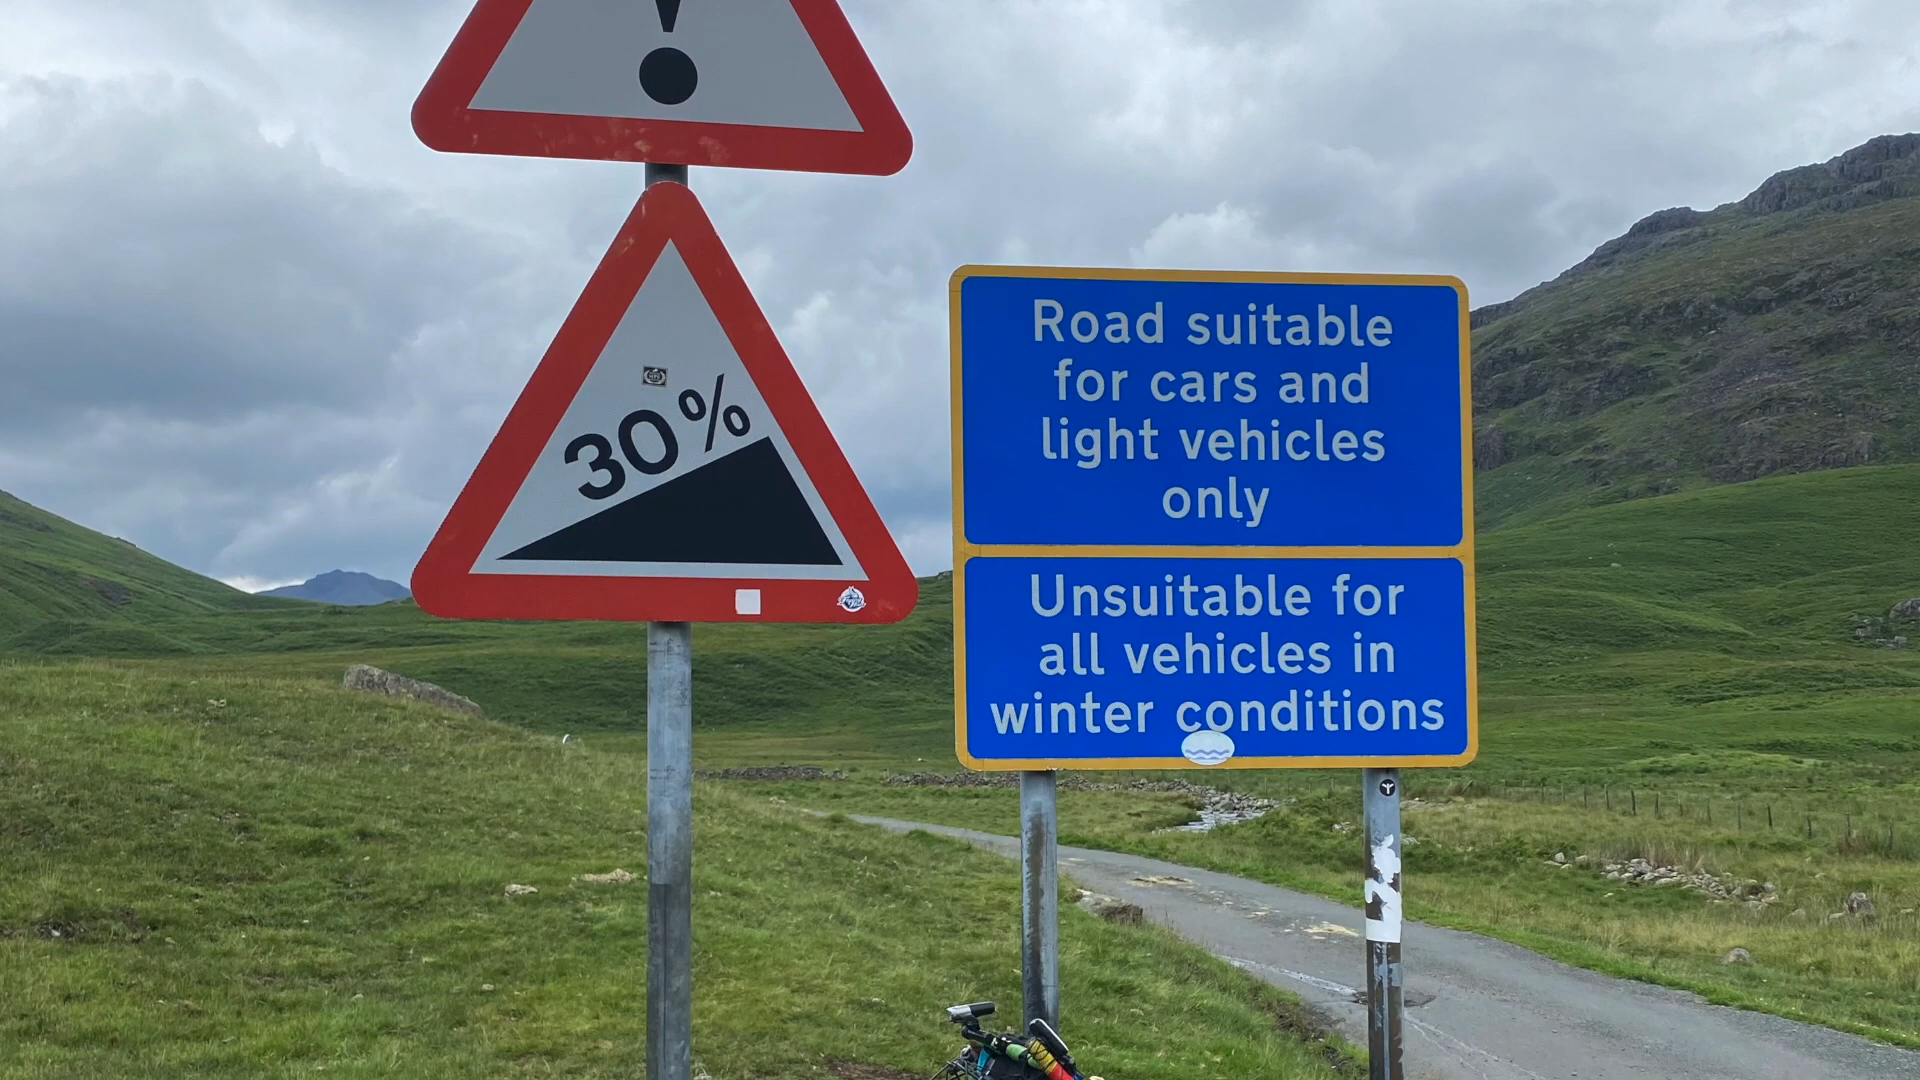 !
30%
Road suitable
for cars and
light vehicles
only
Unsuitable for
all vehicles in
winter conditions